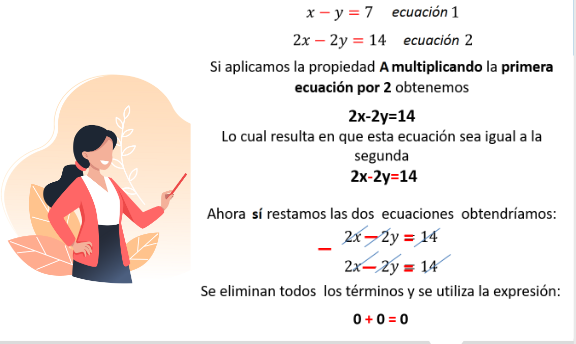 x − y = 7 ecuación 1
2x − 2y = 14 ecuación 2
Si aplicamos la propiedad A multiplicando la primera
ecuación por 2 obtenemos
2x-2y=14
Lo cual resulta en que esta ecuación sea igual a la
segunda
2x-2y=14
Ahora sí restamos las dos ecuaciones obtendríamos:
− 2x − 2y = 14
2x − 2y = 14
Se eliminan todos los términos y se utiliza la expresión:
0 + 0 = 0